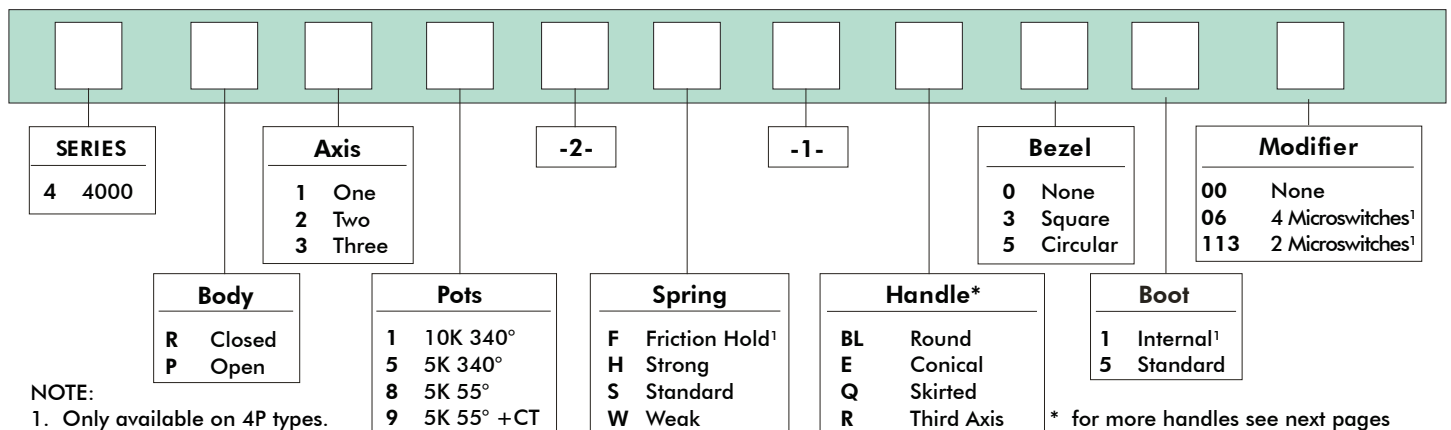 SERIES
4 4000
Body
R Closed
P Open
Axis
1 One
2 Two
3 Three
Pots
1 10K 340°
5 5K 340°
8 5K 55°
9 5K 55° +CT
-2-
Spring
F Friction Hold¹
H Strong
S Standard
W Weak
-1-
Handle*
BL Round
E Conical
Q Skirted
R Third Axis
Bezel
0 None
3 Square
5 Circular
Boot
1 Internal¹
5 Standard
Modifier
00 None
06 4 Microswitches¹
113 2 Microswitches¹
NOTE:
1. Only available on 4P types.
* for more handles see next pages